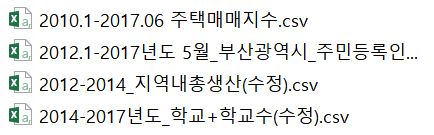 2010.1-2017.06 주택매매지수.csv
2012.1-2017년도 5월_부산광역시_주민등록인...
2012-2014_지역내총생산(수정).csv
2014-2017년도_학교+학교수(수정).csv